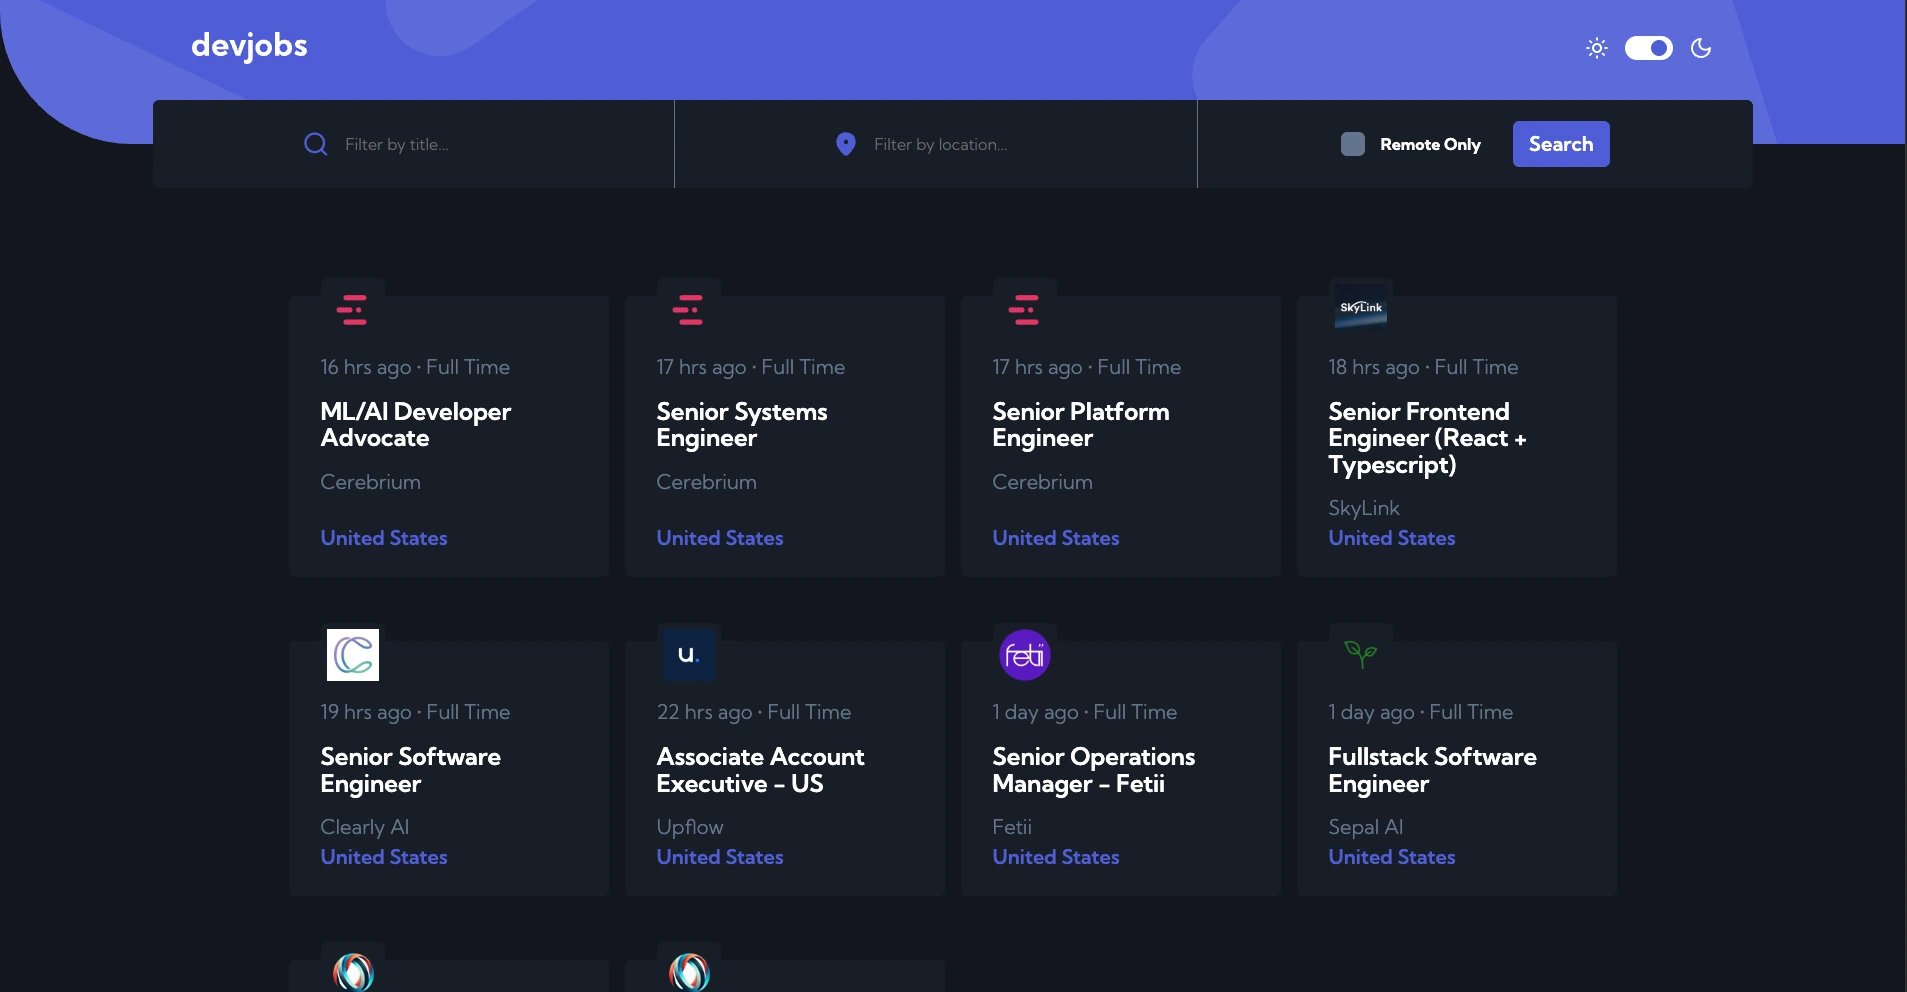 devjobs
Filter by title...
Filter by location...
Remote Only
Search
SkyLink
16 hrs ago • Full Time
ML/AI Developer
Advocate
Cerebrium
United States
17 hrs ago • Full Time
Senior Systems
Engineer
Cerebrium
United States
17 hrs ago • Full Time
Senior Platform
Engineer
Cerebrium
United States
18 hrs ago • Full Time
Senior Frontend
Engineer (React +
Typescript)
SkyLink
United States
19 hrs ago • Full Time
Senior Software
Engineer
Clearly AI
United States
u.
22 hrs ago • Full Time
Associate Account
Executive - US
Upflow
United States
fetii
1 day ago • Full Time
Senior Operations
Manager - Fetii
Fetii
United States
1 day ago • Full Time
Fullstack Software
Engineer
Sepal AI
United States